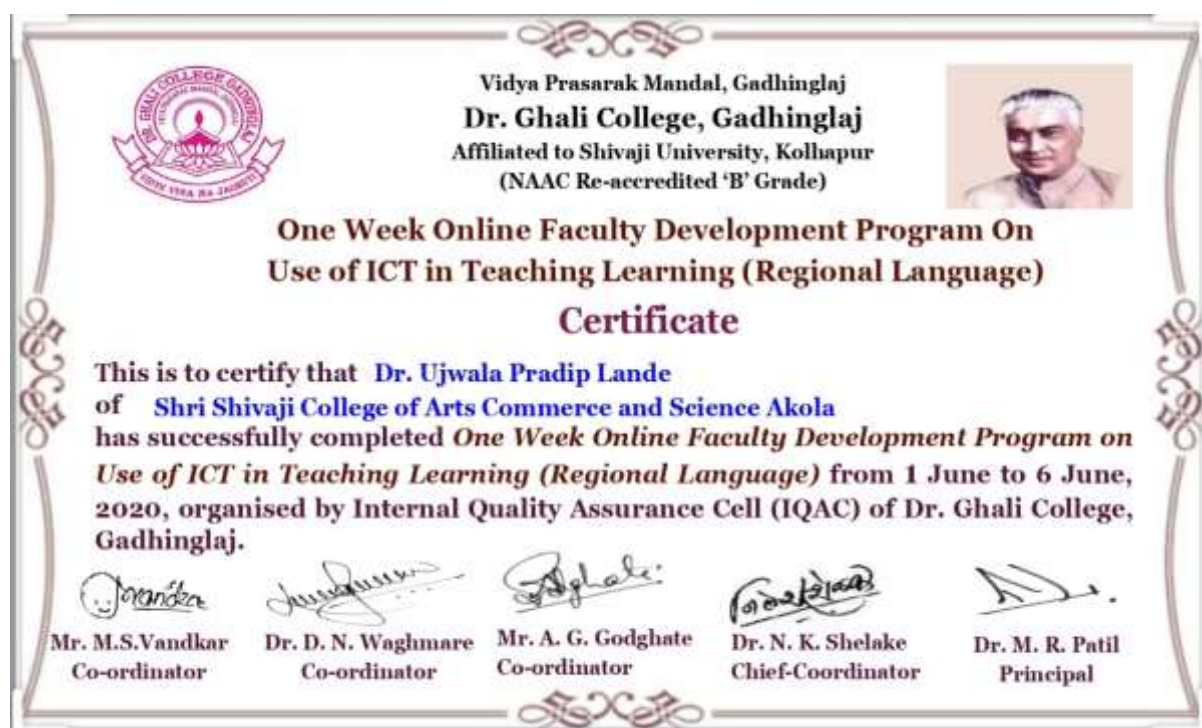 Vidya Prasarak Mandal, Gadhinglaj
Dr. Ghali College, Gadhinglaj
Affiliated to Shivaji University, Kolhapur
(NAAC Re-accredited ‘B’ Grade)
DR. GHALI COLLEGE GADHINGLAJ
One Week Online Faculty Development Program On
Use of ICT in Teaching Learning (Regional Language)
Certificate
This is to certify that Dr. Ujwala Pradip Lande
of Shri Shivaji College of Arts Commerce and Science Akola
has successfully completed One Week Online Faculty Development Program on
Use of ICT in Teaching Learning (Regional Language) from 1 June to 6 June,
2020, organised by Internal Quality Assurance Cell (IQAC) of Dr. Ghali College,
Gadhinglaj.
Mr. M.S.Vandkar Dr. D. N. Waghmare Mr. A. G. Godghate Dr. N. K. Shelake Dr. M. R. Patil
Co-ordinator Co-ordinator Co-ordinator Chief-Coordinator Principal